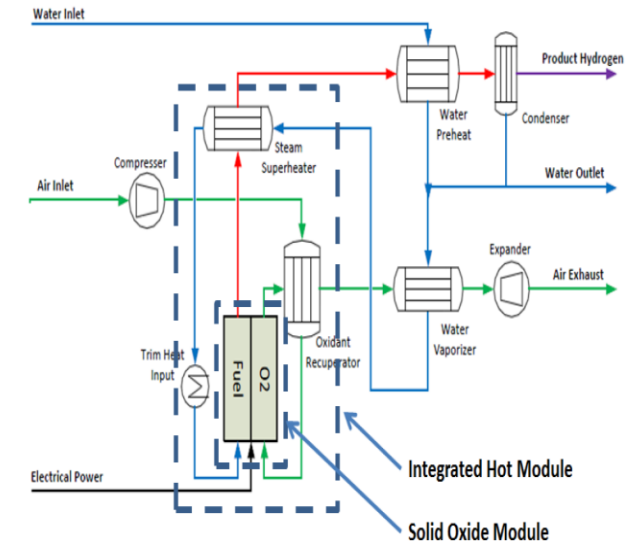 Water Inlet
Product Hydrogen
Water
Preheat
Condenser
Steam
Superheater
Compresser
Water Outlet
Air Inlet
Expander
Air Exhaust
Water
Vaporizer
Oxidant
Recuperator
Trim Heat
Input
Fuel
O2
Electrical Power
Integrated Hot Module
Solid Oxide Module